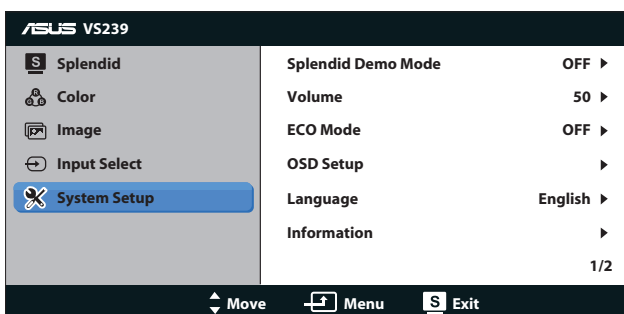 ASUS VS239
S Splendid
Color
Image
Input Select
System Setup
Splendid Demo Mode OFF
Volume 50
ECO Mode OFF
OSD Setup
Language English
Information
1/2
Move Menu S Exit